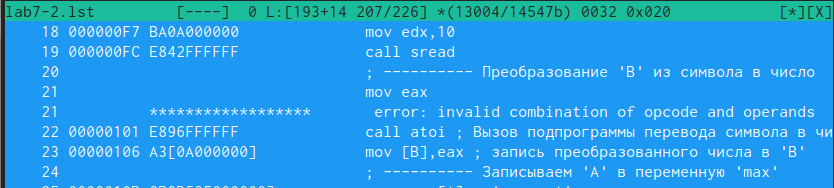 lab7-2.lst [----] 0 L:[193+14 207/226] *(13004/14547b) 0032 0x020 [*][X]
18 000000F7 BA0A000000 mov edx,10
19 000000FC E842FFFFFF call sread
20 ; ---------- Преобразование 'B' из символа в число
21 mov eax
21 ****************** error: invalid combination of opcode and operands
22 00000101 E896FFFFFF call atoi ; Вызов подпрограммы перевода символа в чи
23 00000106 A3[0A000000] mov [B],eax ; запись преобразованного числа в 'B'
24 ; ---------- Записываем 'A' в переменную 'max'